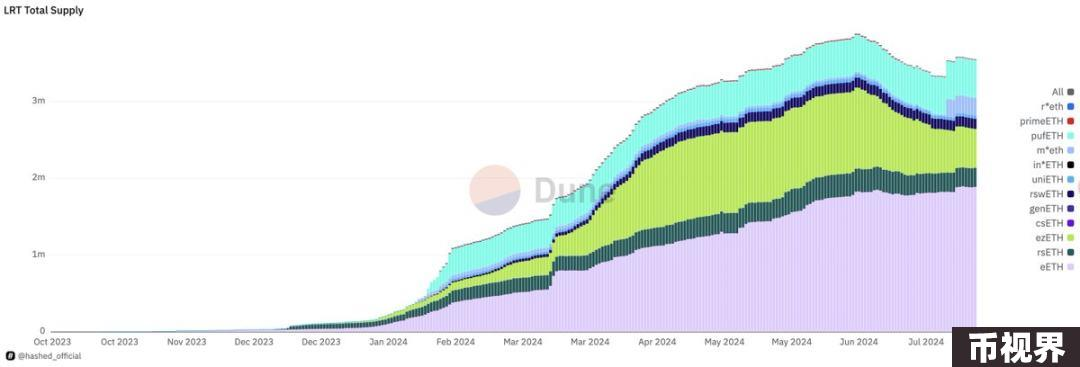 LRT Total Supply
3m
2m
1m
0
Dune
Oct 2023
Oct 2023
Nov 2023
Dec 2023
Dec 2023
Jan 2024
Feb 2024
Mar 2024
Mar 2024
Apr 2024
May 2024
May 2024
Jun 2024
Jul 2024
All
r*eth
primeETH
pufETH
m*eth
in*ETH
uniETH
rswETH
genETH
csETH
ezETH
rsETH
eETH
@hashed_official
币视界